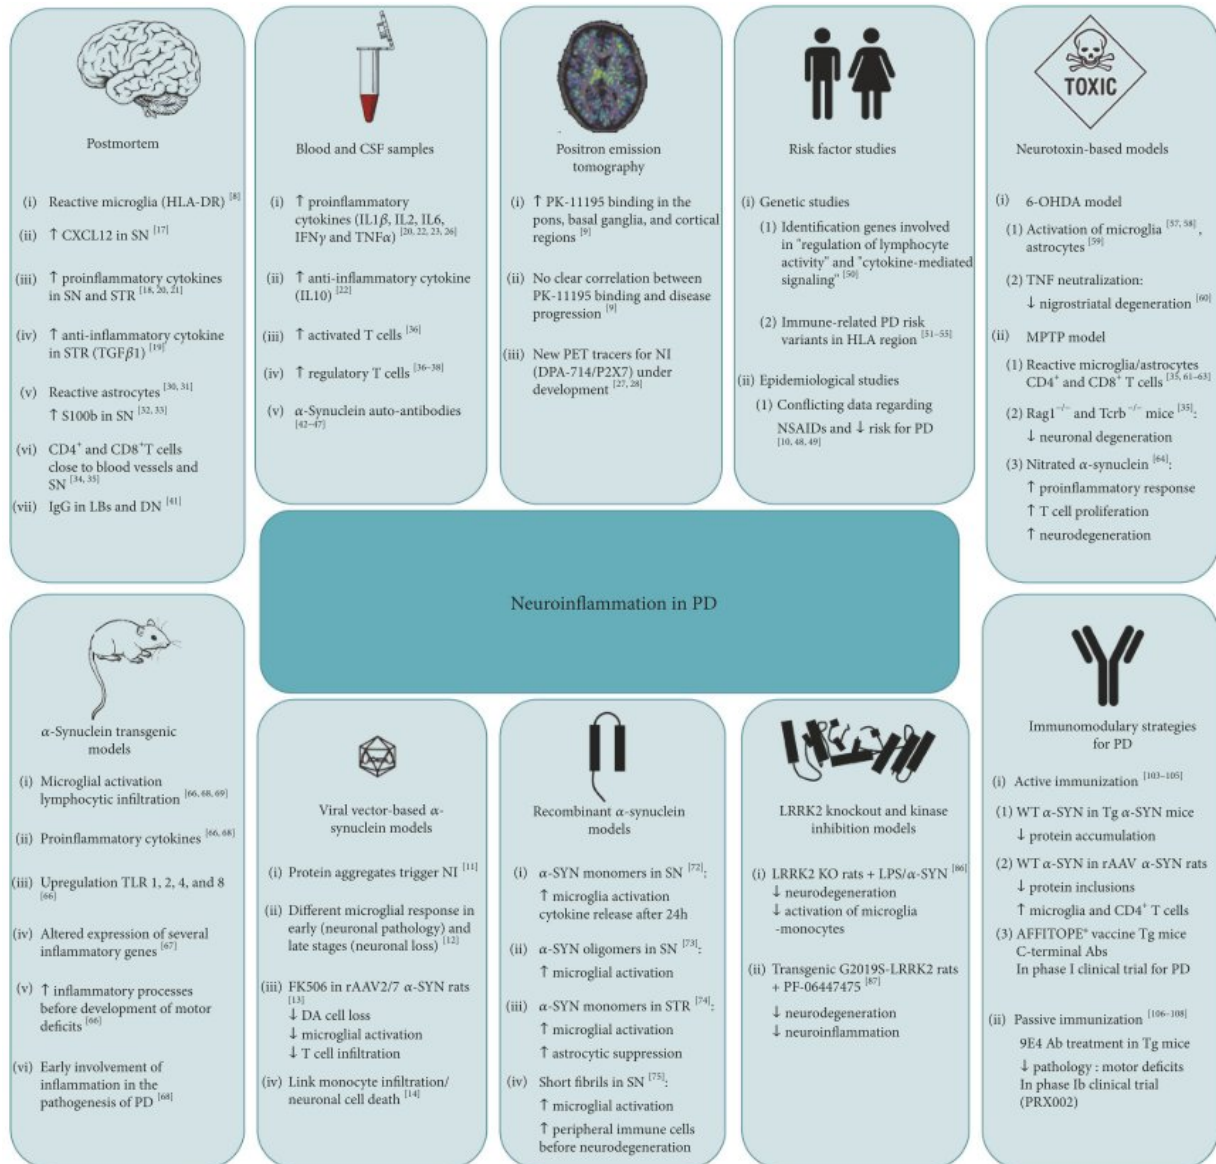 Postmortem
(i) Reactive microglia (HLA-DR) [8]
(ii) ↑ CXCL12 in SN [17]
(iii) ↑ proinflammatory cytokines
in SN and STR [18, 20, 21]
(iv) ↑ anti-inflammatory cytokine
in STR (TGFβ1) [19]
(v) Reactive astrocytes [30, 31]
↑ S100b in SN [32, 33]
(vi) CD4⁺ and CD8⁺T cells
close to blood vessels and
SN [34, 35]
(vii) IgG in LBs and DN [41]
Blood and CSF samples
(i) ↑ proinflammatory
cytokines (IL1β, IL2, IL6,
IFNγ and TNFα) [20, 22, 23, 26]
(ii) ↑ anti-inflammatory cytokine
(IL10) [22]
(iii) ↑ activated T cells [36]
(iv) ↑ regulatory T cells [36–38]
(v) α-Synuclein auto-antibodies
[42–47]
Positron emission
tomography
(i) ↑ PK-11195 binding in the
pons, basal ganglia, and cortical
regions [9]
(ii) No clear correlation between
PK-11195 binding and disease
progression [9]
(iii) New PET tracers for NI
(DPA-714/P2X7) under
development [27, 28]
Risk factor studies
(i) Genetic studies
(1) Identification genes involved
in "regulation of lymphocyte
activity" and "cytokine-mediated
signaling" [50]
(2) Immune-related PD risk
variants in HLA region [51–55]
(ii) Epidemiological studies
(1) Conflicting data regarding
NSAIDs and ↓ risk for PD
[10, 48, 49]
TOXIC
Neurotoxin-based models
(i) 6-OHDA model
(1) Activation of microglia [57, 58],
astrocytes [59]
(2) TNF neutralization:
↓ nigrostriatal degeneration [60]
(ii) MPTP model
(1) Reactive microglia/astrocytes
CD4⁺ and CD8⁺ T cells [35, 61–63]
(2) Rag1⁻/⁻ and Tcrb⁻/⁻ mice [35]:
↓ neuronal degeneration
(3) Nitrated α-synuclein [64]:
↑ proinflammatory response
↑ T cell proliferation
↑ neurodegeneration
Neuroinflammation in PD
α-Synuclein transgenic
models
(i) Microglial activation
lymphocytic infiltration [66, 68, 69]
(ii) Proinflammatory cytokines [66, 68]
(iii) Upregulation TLR 1, 2, 4, and 8
[66]
(iv) Altered expression of several
inflammatory genes [67]
(v) ↑ inflammatory processes
before development of motor
deficits [66]
(vi) Early involvement of
inflammation in the
pathogenesis of PD [68]
Viral vector-based α-
synuclein models
(i) Protein aggregates trigger NI [11]
(ii) Different microglial response in
early (neuronal pathology) and
late stages (neuronal loss) [12]
(iii) FK506 in rAAV2/7 α-SYN rats
[13]
↓ DA cell loss
↓ microglial activation
↓ T cell infiltration
(iv) Link monocyte infiltration/
neuronal cell death [14]
Recombinant α-synuclein
models
(i) α-SYN monomers in SN [72]:
↑ microglia activation
cytokine release after 24h
(ii) α-SYN oligomers in SN [73]:
↑ microglial activation
(iii) α-SYN monomers in STR [74]:
↑ microglial activation
↑ astrocytic suppression
(iv) Short fibrils in SN [75]:
↑ microglial activation
↑ peripheral immune cells
before neurodegeneration
LRRK2 knockout and kinase
inhibition models
(i) LRRK2 KO rats + LPS/α-SYN [86]
↓ neurodegeneration
↓ activation of microglia
-monocytes
(ii) Transgenic G2019S-LRRK2 rats
+ PF-06447475 [87]
↓ neurodegeneration
↓ neuroinflammation
Immunomodulary strategies
for PD
(i) Active immunization [103–105]
(1) WT α-SYN in Tg α-SYN mice
↓ protein accumulation
(2) WT α-SYN in rAAV α-SYN rats
↓ protein inclusions
↑ microglia and CD4⁺ T cells
(3) AFFITOPE⁺ vaccine Tg mice
C-terminal Abs
In phase I clinical trial for PD
(ii) Passive immunization [106–108]
9E4 Ab treatment in Tg mice
↓ pathology : motor deficits
In phase Ib clinical trial
(PRX002)